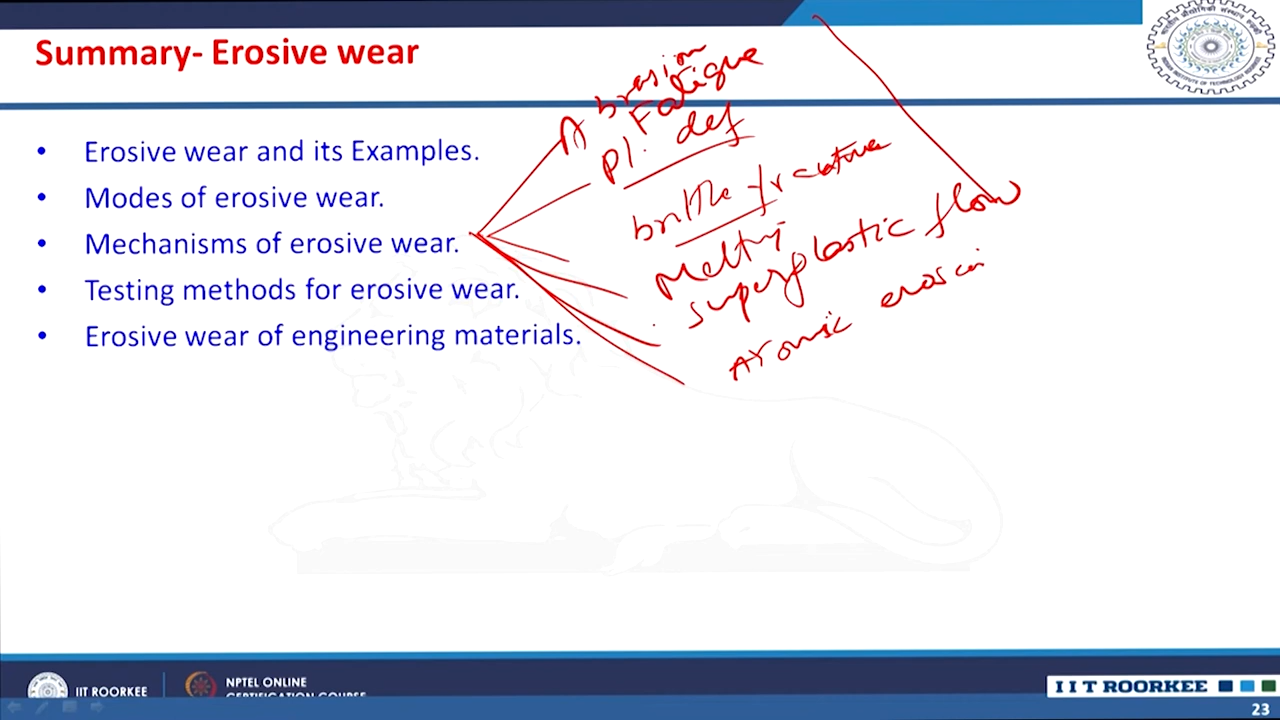 Summary- Erosive wear
• Erosive wear and its Examples.
• Modes of erosive wear.
• Mechanisms of erosive wear.
• Testing methods for erosive wear.
• Erosive wear of engineering materials.
Abrasion
Fatigue
Pl. def
brittle fracture
Melting
superplastic flow
Atomic erosion
IIT ROORKEE
NPTEL ONLINE
CERTIFICATION COURSE
IIT ROORKEE
23